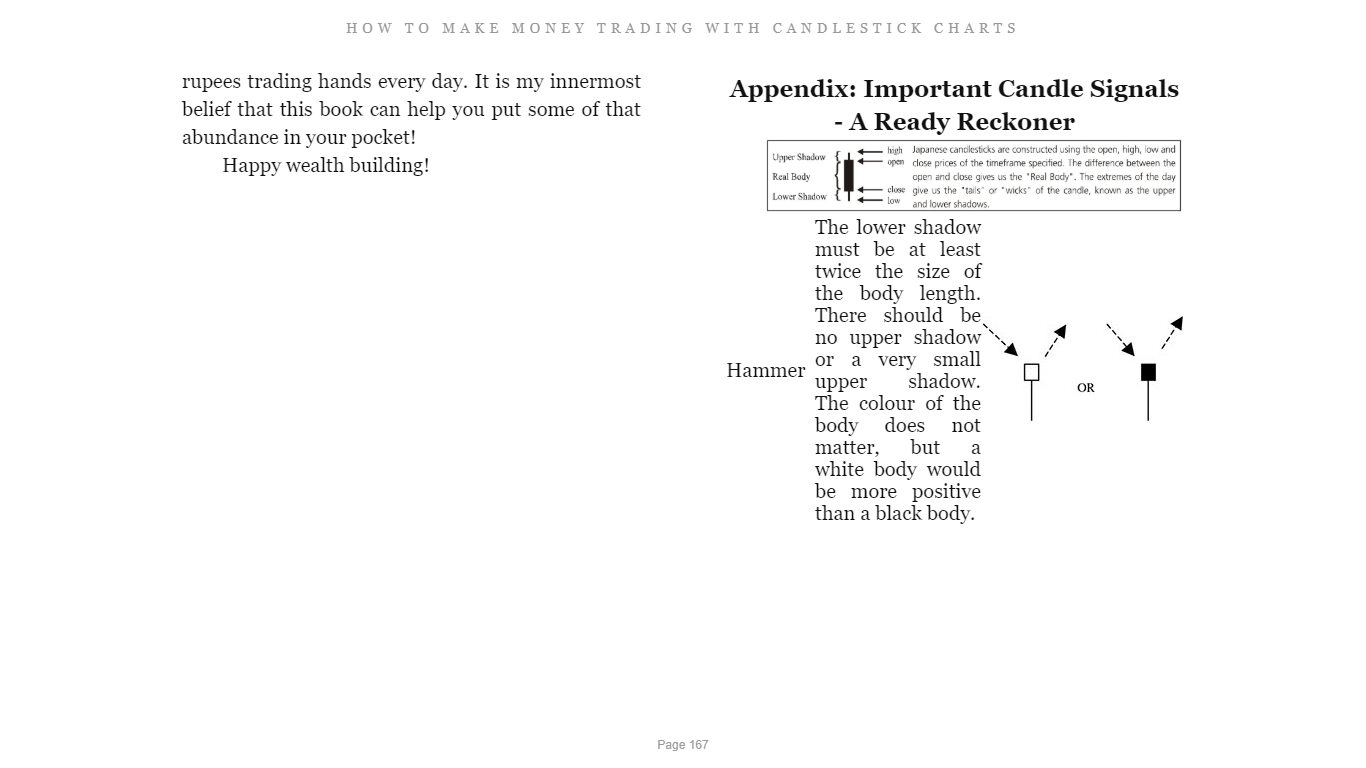 HOW TO MAKE MONEY TRADING WITH CANDLESTICK CHARTS
rupees trading hands every day. It is my innermost
belief that this book can help you put some of that
abundance in your pocket!
Happy wealth building!
Appendix: Important Candle Signals
- A Ready Reckoner
Upper Shadow
Real Body
Lower Shadow
high
open
close
low
Japanese candlesticks are constructed using the open, high, low and
close prices of the timeframe specified. The difference between the
open and close gives us the "Real Body". The extremes of the day
give us the "tails" or "wicks" of the candle, known as the upper
and lower shadows.
Hammer
The lower shadow
must be at least
twice the size of
the body length.
There should be
no upper shadow
or a very small
upper shadow.
The colour of the
body does not
matter, but a
white body would
be more positive
than a black body.
OR
Page 167